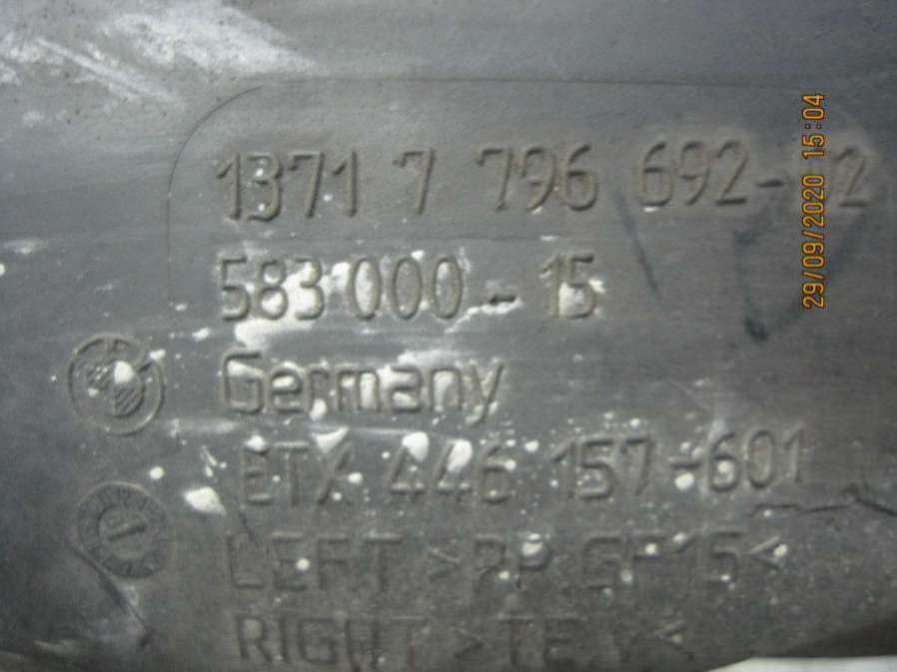 1371 7 796 692-
583 000 - 15
Germany
ETX 446 157-601
LEFT >PP GF15<
RIGHT >
29/09/2020 15:04